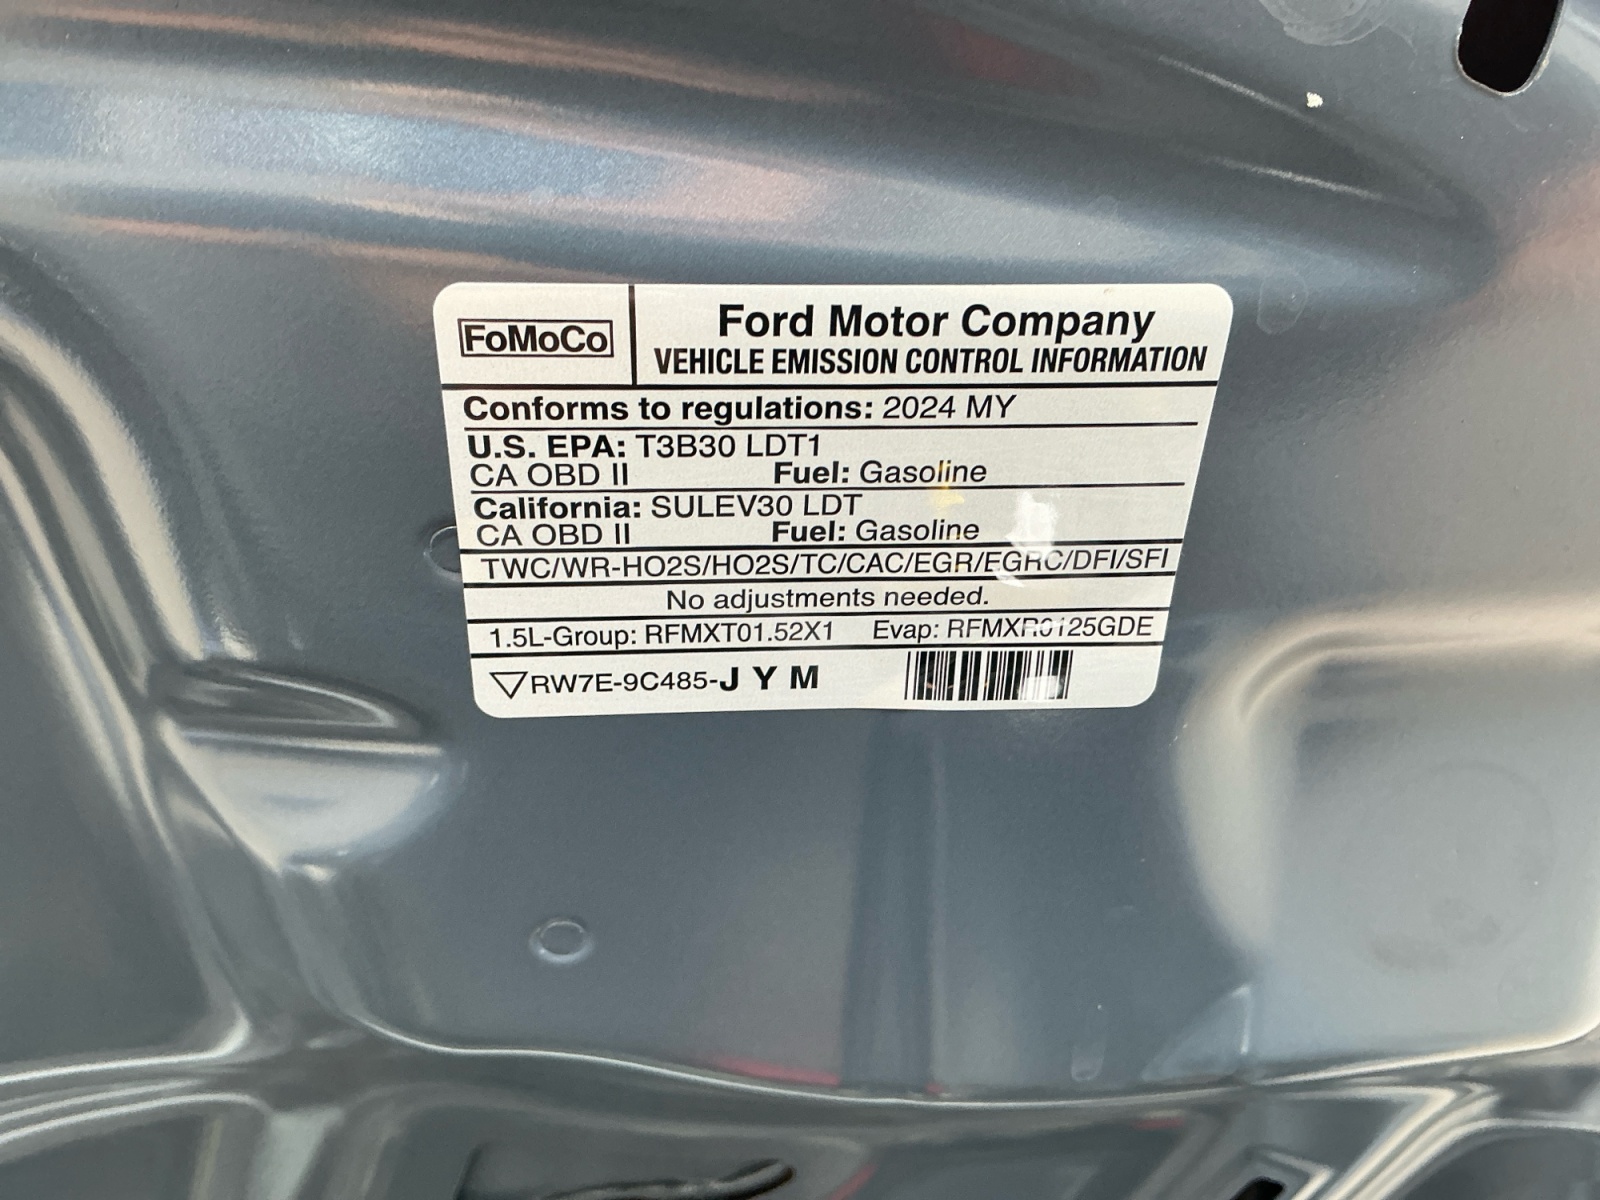 FoMoCo
Ford Motor Company
VEHICLE EMISSION CONTROL INFORMATION
Conforms to regulations: 2024 MY
U.S. EPA: T3B30 LDT1
CA OBD II Fuel: Gasoline
California: SULEV30 LDT
CA OBD II Fuel: Gasoline
TWC/WR-HO2S/HO2S/TC/CAC/EGR/EGRC/DFI/SFI
No adjustments needed.
1.5L-Group: RFMXT01.52X1 Evap: RFMXR0125GDE
RW7E-9C485-J Y M